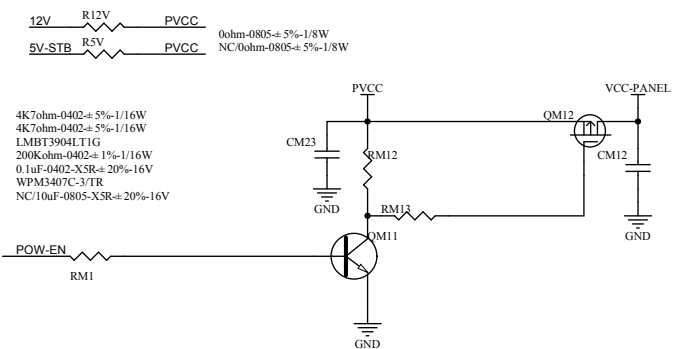 12V R12V PVCC
0ohm-0805-±5%-1/8W
5V-STB R5V PVCC
NC/0ohm-0805-±5%-1/8W
PVCC VCC-PANEL
4K7ohm-0402-±5%-1/16W
4K7ohm-0402-±5%-1/16W
LMBT3904LT1G
200Kohm-0402-±1%-1/16W
0.1uF-0402-X5R-±20%-16V
WPM3407C-3/TR
NC/10uF-0805-X5R-±20%-16V
QM12
CM23
RM12
CM12
GND
RM13
GND
QM11
POW-EN
RM1
GND